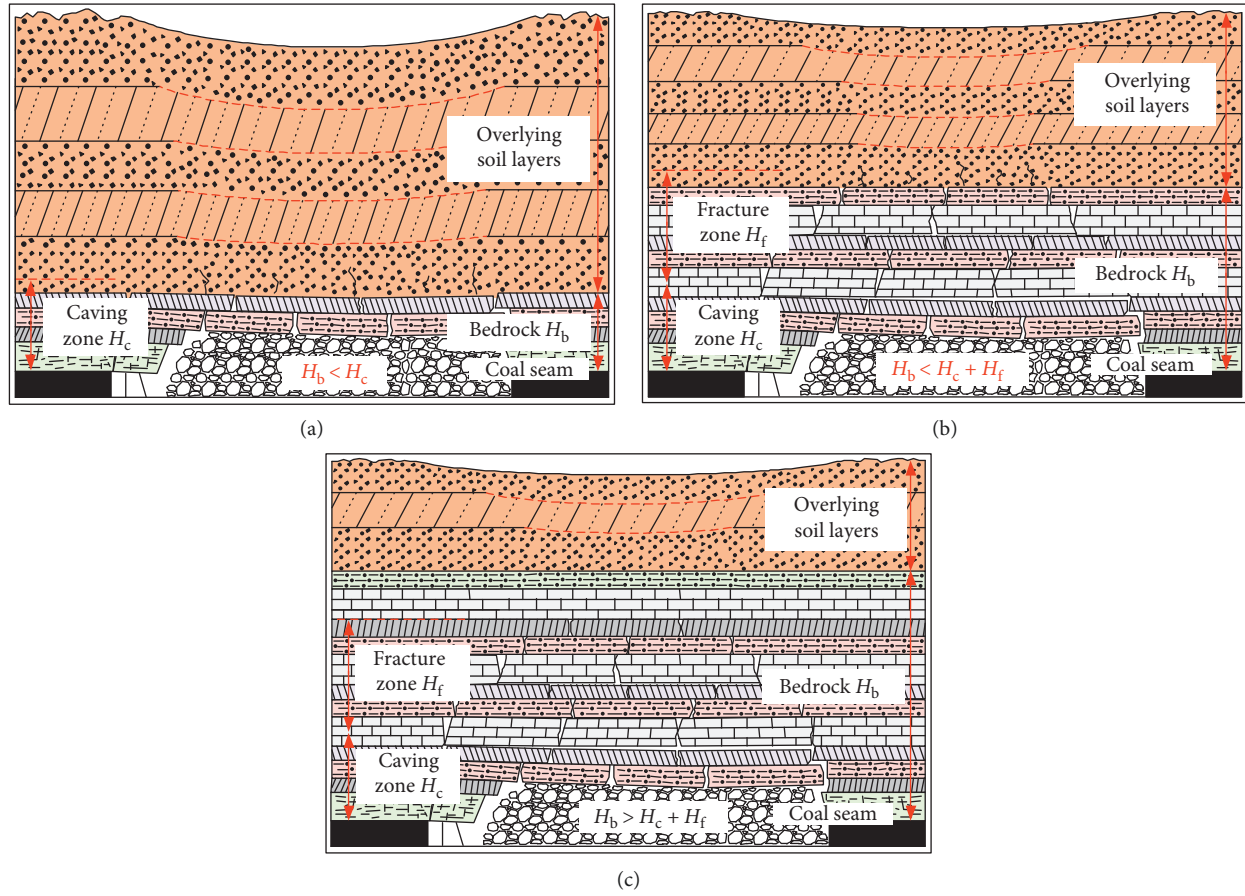 Overlying
soil layers
Caving
zone H_c
Bedrock H_b
H_b < H_c
Coal seam
(a)
Overlying
soil layers
Fracture
zone H_f
Bedrock H_b
Caving
zone H_c
H_b < H_c + H_f
Coal seam
(b)
Overlying
soil layers
Fracture
zone H_f
Bedrock H_b
Caving
zone H_c
H_b > H_c + H_f
Coal seam
(c)